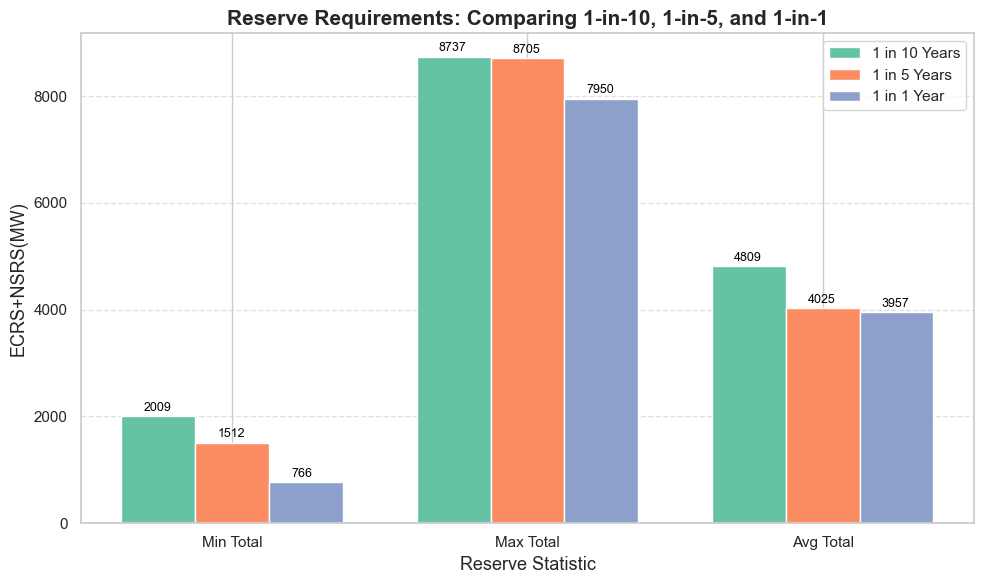 Reserve Requirements: Comparing 1-in-10, 1-in-5, and 1-in-1
1 in 10 Years
1 in 5 Years
1 in 1 Year
ECRS+NSRS(MW)
8000
6000
4000
2000
0
2009
1512
766
8737
8705
7950
4809
4025
3957
Min Total
Max Total
Avg Total
Reserve Statistic